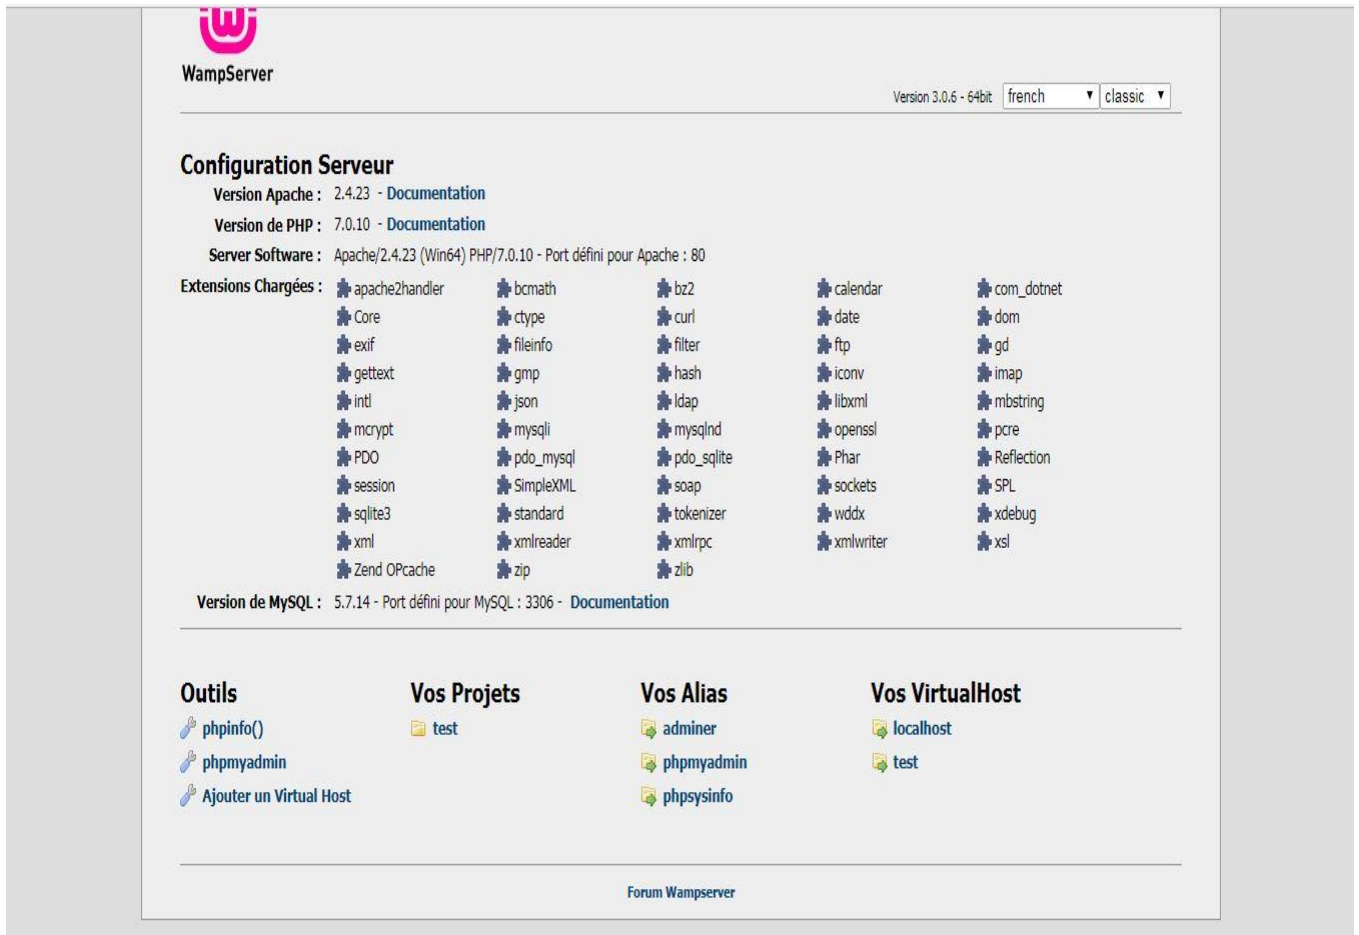 WampServer
Version 3.0.6 - 64bit french classic
Configuration Serveur
Version Apache : 2.4.23 - Documentation
Version de PHP : 7.0.10 - Documentation
Server Software : Apache/2.4.23 (Win64) PHP/7.0.10 - Port défini pour Apache : 80
Extensions Chargées : apache2handler bcmath bz2 calendar com_dotnet
Core ctype curl date dom
exif fileinfo filter ftp gd
gettext gmp hash iconv imap
intl json ldap libxml mbstring
mcrypt mysqli mysqlnd openssl pcre
PDO pdo_mysql pdo_sqlite Phar Reflection
session SimpleXML soap sockets SPL
sqlite3 standard tokenizer wddx xdebug
xml xmlreader xmlrpc xmlwriter xsl
Zend OPcache zip zlib
Version de MySQL : 5.7.14 - Port défini pour MySQL : 3306 - Documentation
Outils Vos Projets Vos Alias Vos VirtualHost
phpinfo() test adminer localhost
phpmyadmin phpmyadmin test
Ajouter un Virtual Host phpsysinfo
Forum Wampserver